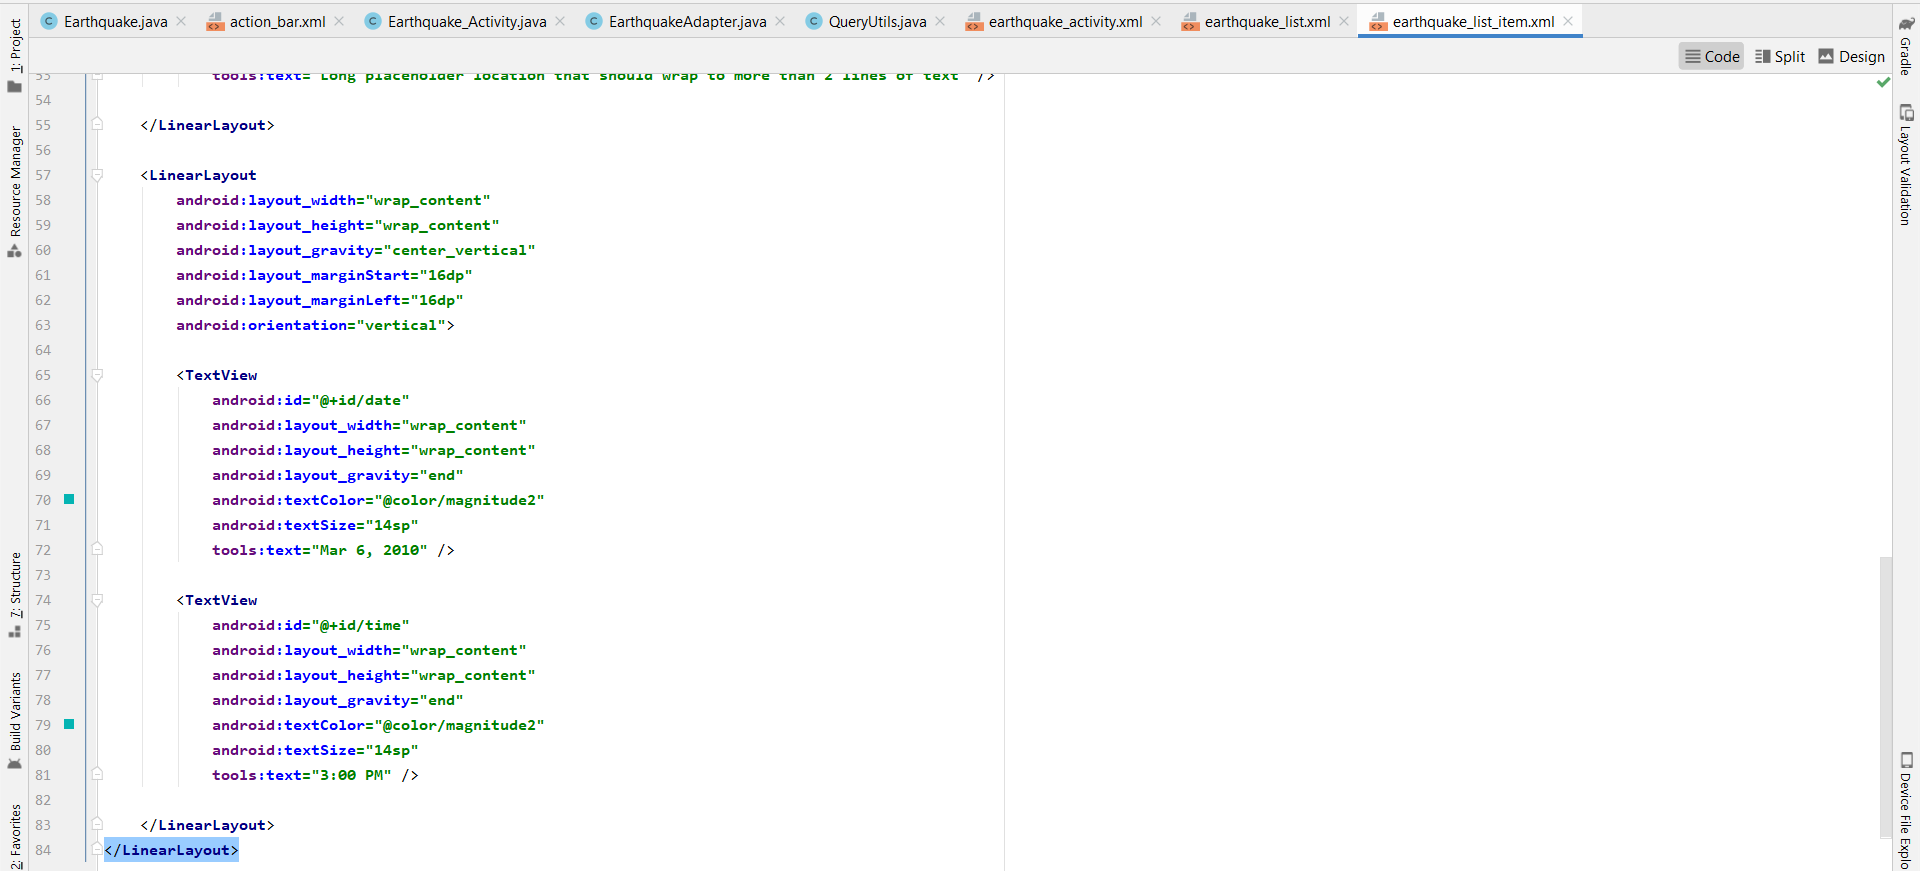 Earthquake.java action_bar.xml Earthquake_Activity.java EarthquakeAdapter.java QueryUtils.java earthquake_activity.xml earthquake_list.xml earthquake_list_item.xml
Code Split Design
53 tools:text="Long placeholder location that should wrap to more than 2 lines of text" />
54
55 </LinearLayout>
56
57 <LinearLayout
58 android:layout_width="wrap_content"
59 android:layout_height="wrap_content"
60 android:layout_gravity="center_vertical"
61 android:layout_marginStart="16dp"
62 android:layout_marginLeft="16dp"
63 android:orientation="vertical">
64
65 <TextView
66 android:id="@+id/date"
67 android:layout_width="wrap_content"
68 android:layout_height="wrap_content"
69 android:layout_gravity="end"
70 android:textColor="@color/magnitude2"
71 android:textSize="14sp"
72 tools:text="Mar 6, 2010" />
73
74 <TextView
75 android:id="@+id/time"
76 android:layout_width="wrap_content"
77 android:layout_height="wrap_content"
78 android:layout_gravity="end"
79 android:textColor="@color/magnitude2"
80 android:textSize="14sp"
81 tools:text="3:00 PM" />
82
83 </LinearLayout>
84 </LinearLayout>
1: Project
Resource Manager
7: Structure
Build Variants
2: Favorites
Gradle
Layout Validation
Device File Explo